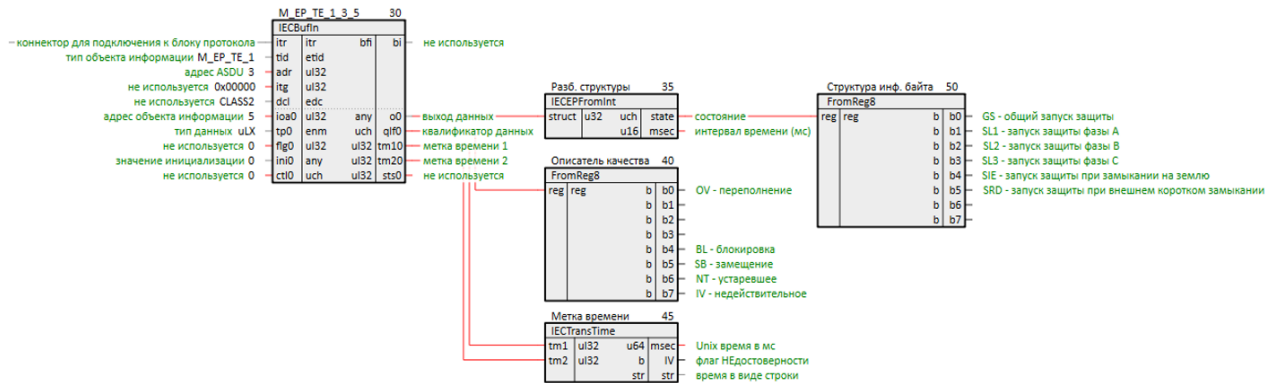 M_EP_TE_1_3_5 30
IECBufIn
коннектор для подключения к блоку протокола itr itr bfi bi не используется
тип объекта информации M_EP_TE_1 tid etid
адрес ASDU 3 adr ul32
не используется 0x00000 itg ul32
не используется CLASS2 dcl edc
адрес объекта информации 5 ioa0 ul32 any o0 выход данных
тип данных uLX tp0 enm uch qlf0 квалификатор данных
не используется 0 flg0 ul32 ul32 tm10 метка времени 1
значение инициализации 0 ini0 any ul32 tm20 метка времени 2
не используется 0 ctl0 uch ul32 sts0 не используется
Разб. структуры 35
IECEPFromInt
struct u32 uch state состояние
u16 msec интервал времени (мс)
Описатель качества 40
FromReg8
reg reg b b0 OV - переполнение
b b1
b b2
b b3
b b4 BL - блокировка
b b5 SB - замещение
b b6 NT - устаревшее
b b7 IV - недействительное
Метка времени 45
IECTransTime
tm1 ul32 u64 msec Unix время в мс
tm2 ul32 b IV флаг НЕдостоверности
str str время в виде строки
Структура инф. байта 50
FromReg8
reg reg b b0 GS - общий запуск защиты
b b1 SL1 - запуск защиты фазы A
b b2 SL2 - запуск защиты фазы B
b b3 SL3 - запуск защиты фазы C
b b4 SIE - запуск защиты при замыкании на землю
b b5 SRD - запуск защиты при внешнем коротком замыкании
b b6
b b7